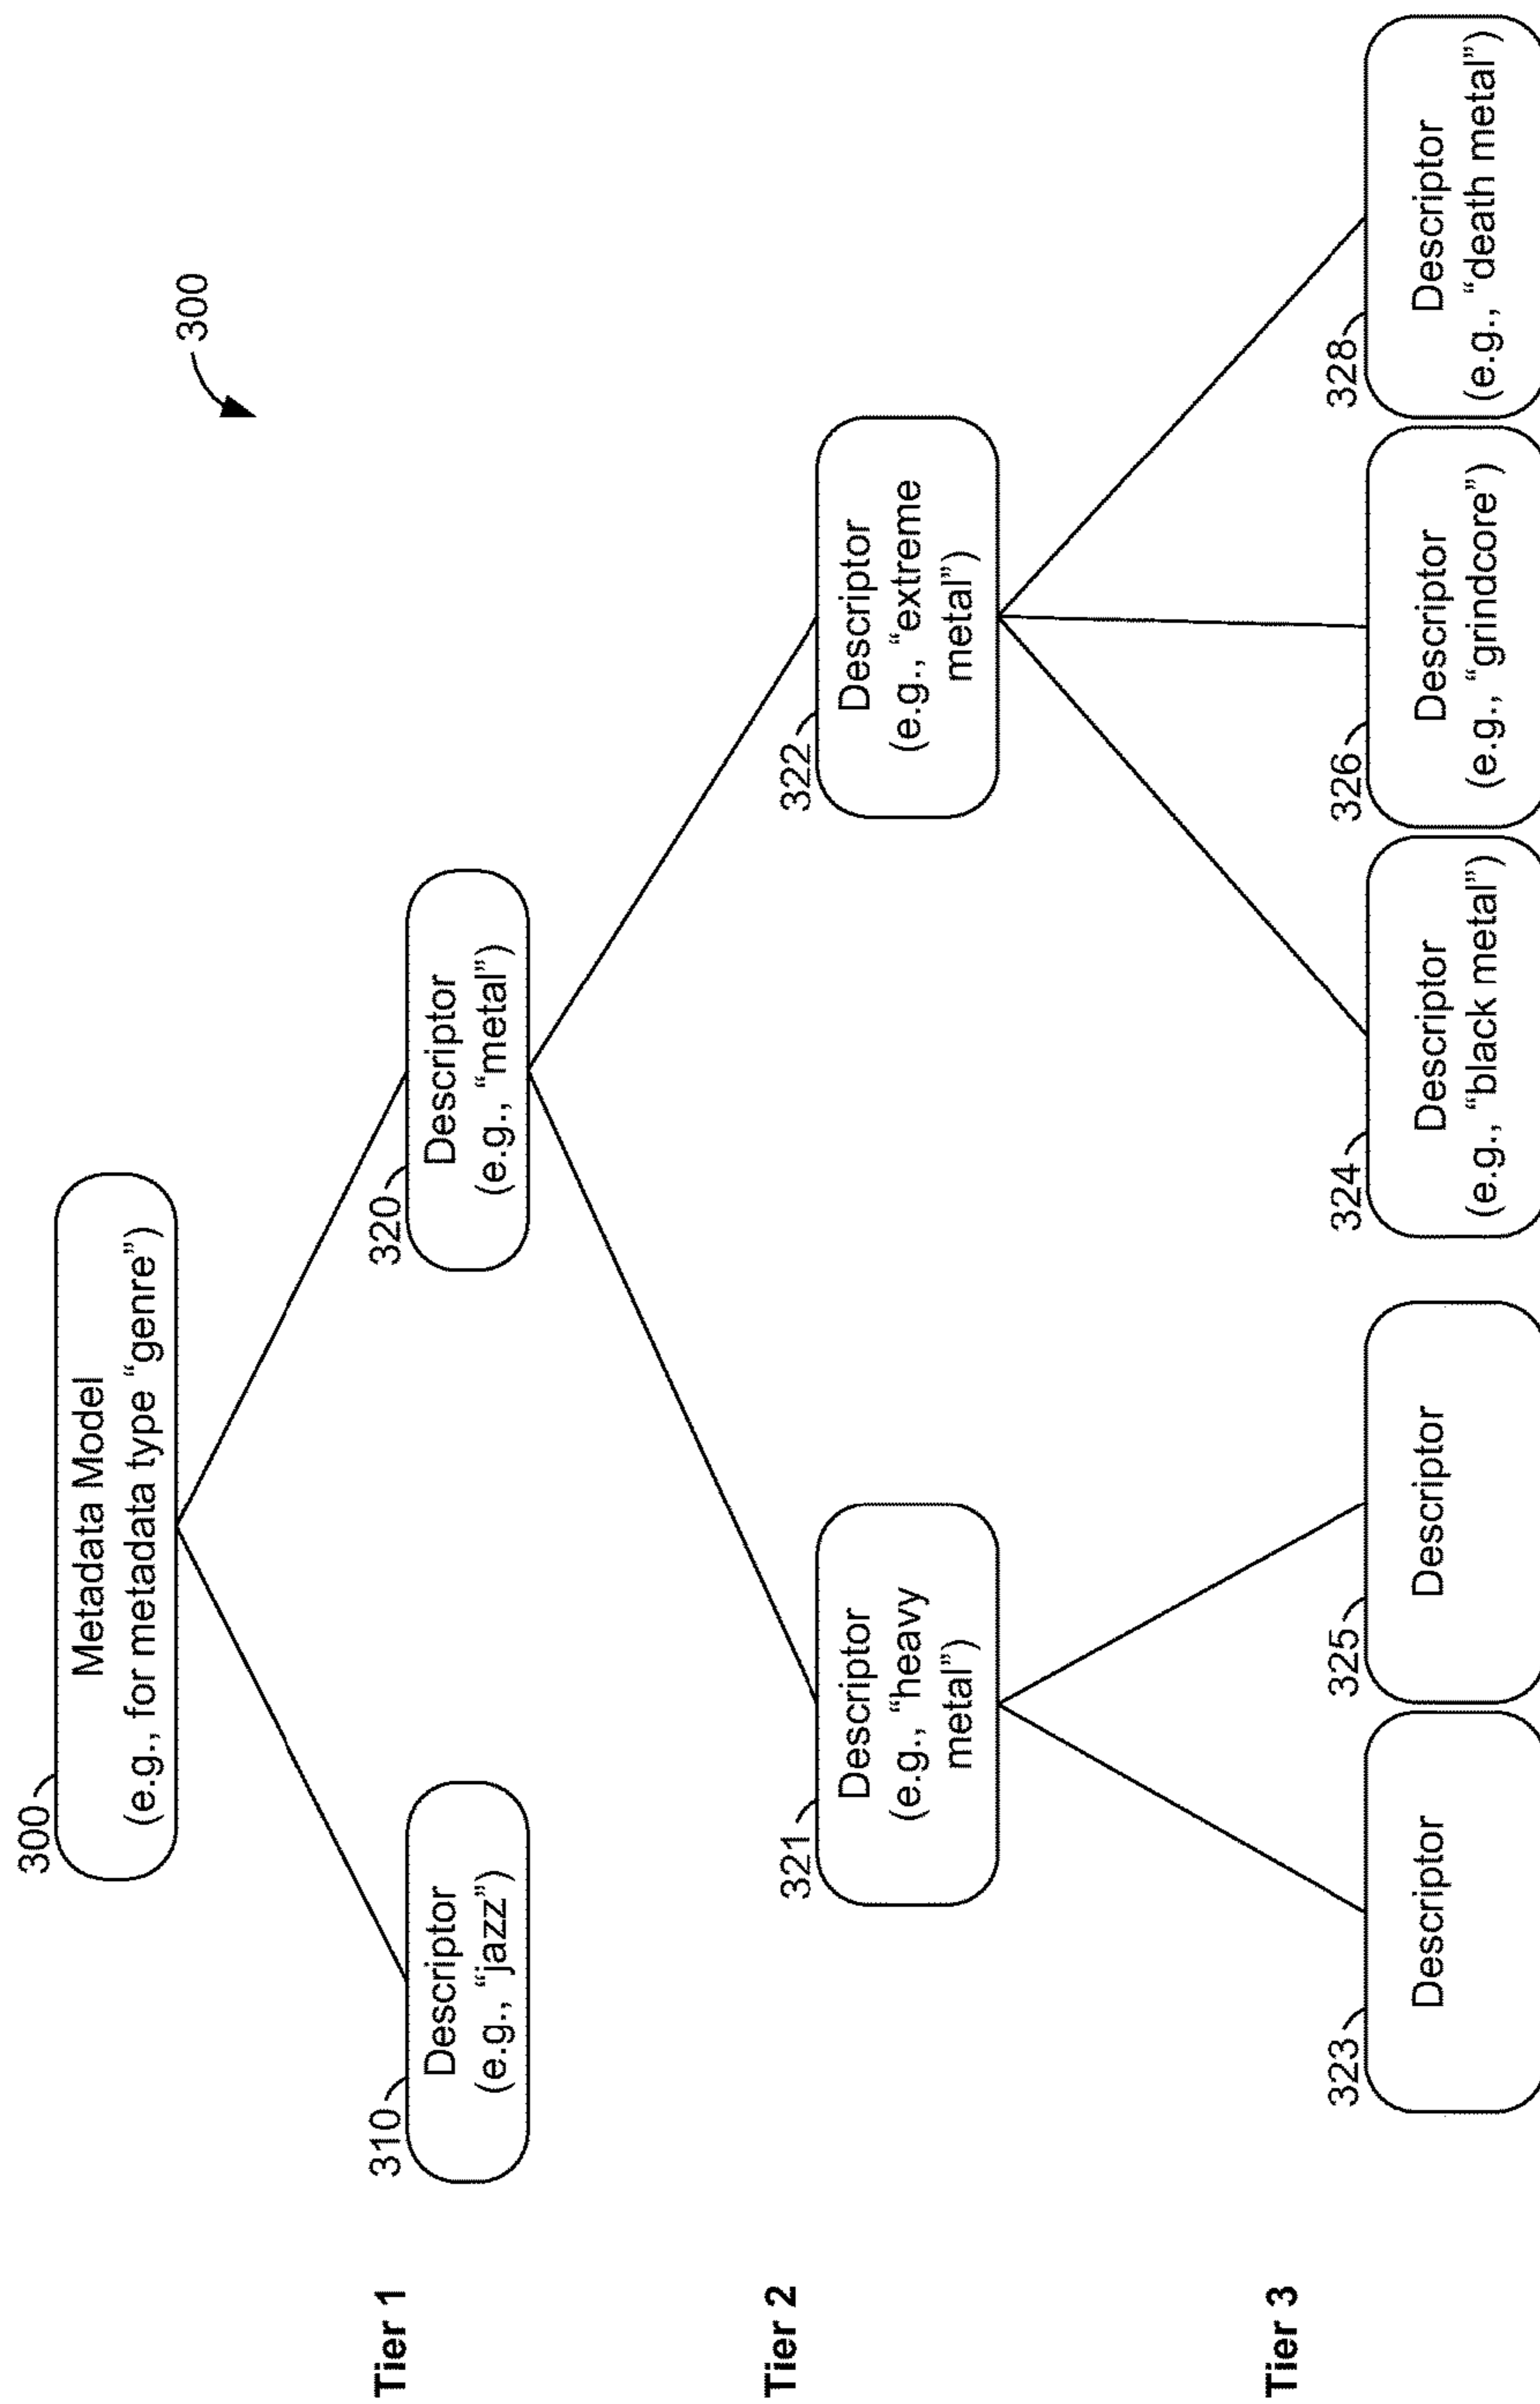 300
300
Metadata Model
(e.g., for metadata type “genre”)
Tier 1
310
Descriptor
(e.g., “jazz”)
320
Descriptor
(e.g., “metal”)
Tier 2
321
Descriptor
(e.g., “heavy
metal”)
322
Descriptor
(e.g., “extreme
metal”)
Tier 3
323
Descriptor
325
Descriptor
324
Descriptor
(e.g., “black metal”)
326
Descriptor
(e.g., “grindcore”)
328
Descriptor
(e.g., “death metal”)